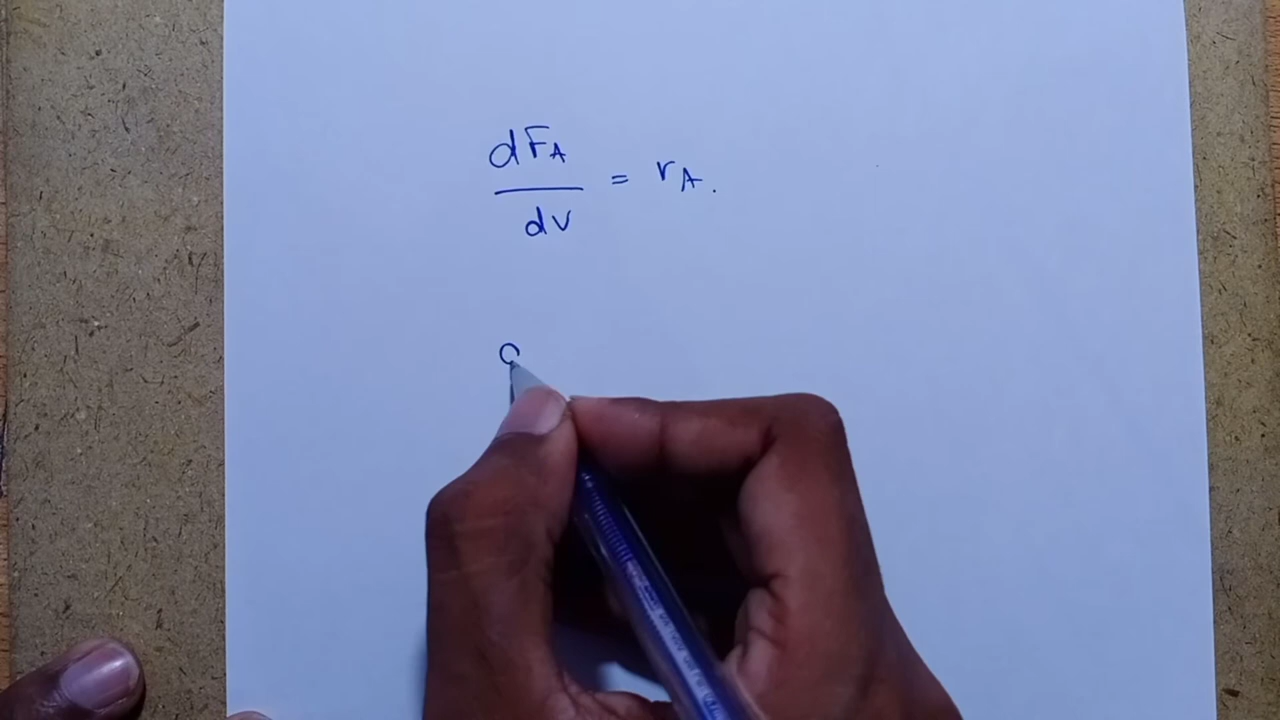 dFA
dv
= rA.